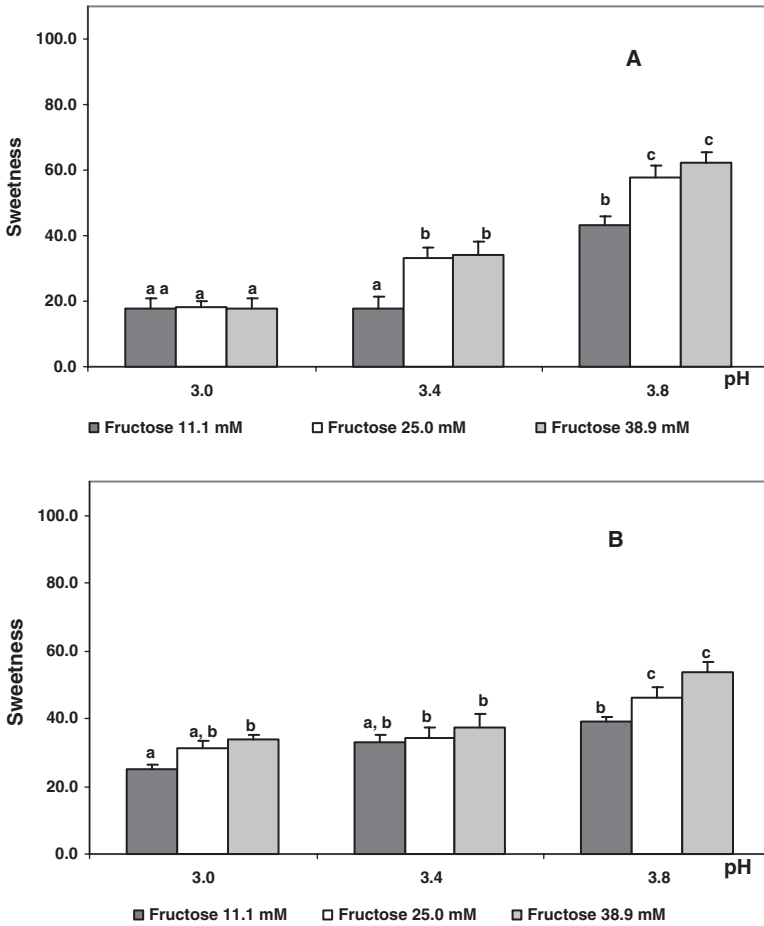 A
100.0
80.0
60.0
40.0
20.0
0.0
Sweetness
a a a a
a b b
b c c
3.0 3.4 3.8 pH
Fructose 11.1 mM Fructose 25.0 mM Fructose 38.9 mM
B
100.0
80.0
60.0
40.0
20.0
0.0
Sweetness
a a, b b
a, b b b
b c c
3.0 3.4 3.8 pH
Fructose 11.1 mM Fructose 25.0 mM Fructose 38.9 mM